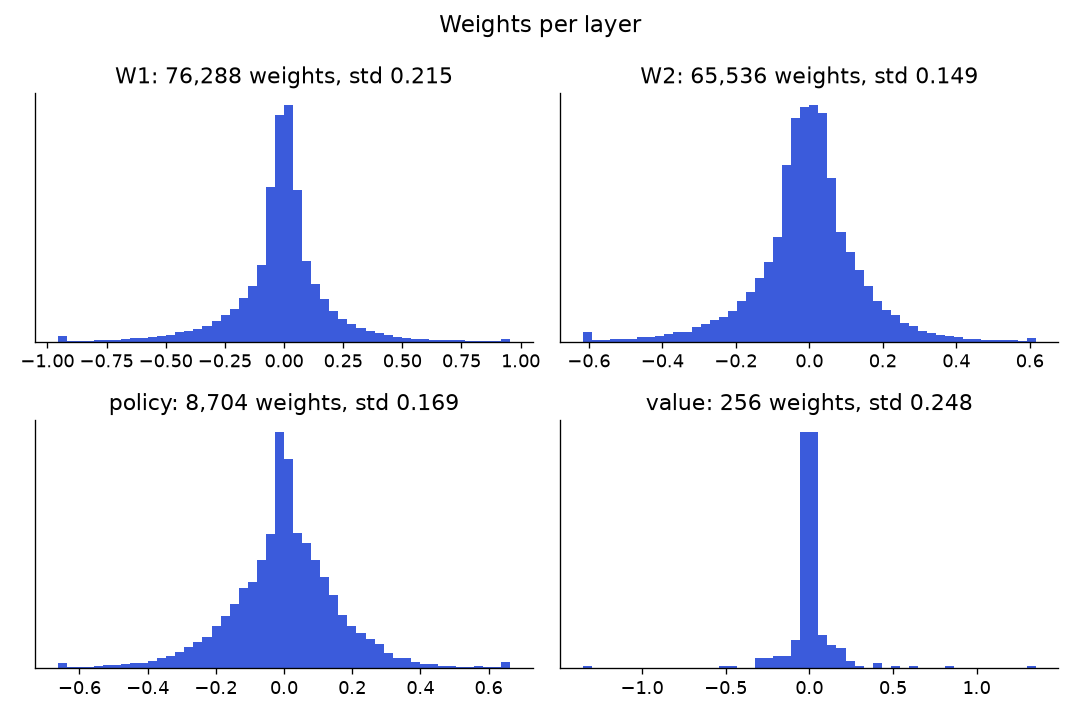 Weights per layer
W1: 76,288 weights, std 0.215
W2: 65,536 weights, std 0.149
−1.00 −0.75 −0.50 −0.25 0.00 0.25 0.50 0.75 1.00
−0.6 −0.4 −0.2 0.0 0.2 0.4 0.6
policy: 8,704 weights, std 0.169
value: 256 weights, std 0.248
−0.6 −0.4 −0.2 0.0 0.2 0.4 0.6
−1.0 −0.5 0.0 0.5 1.0